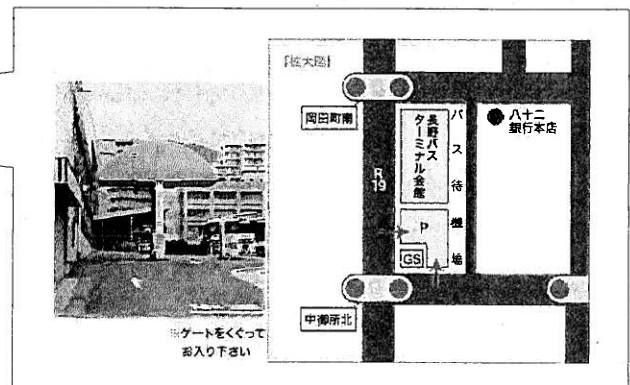 [拡大図]
岡田町南
長野バス
ターミナル会館
バス待機場
八十二
銀行本店
R
19
P
GS
中御所北
※ゲートをくぐって
お入り下さい